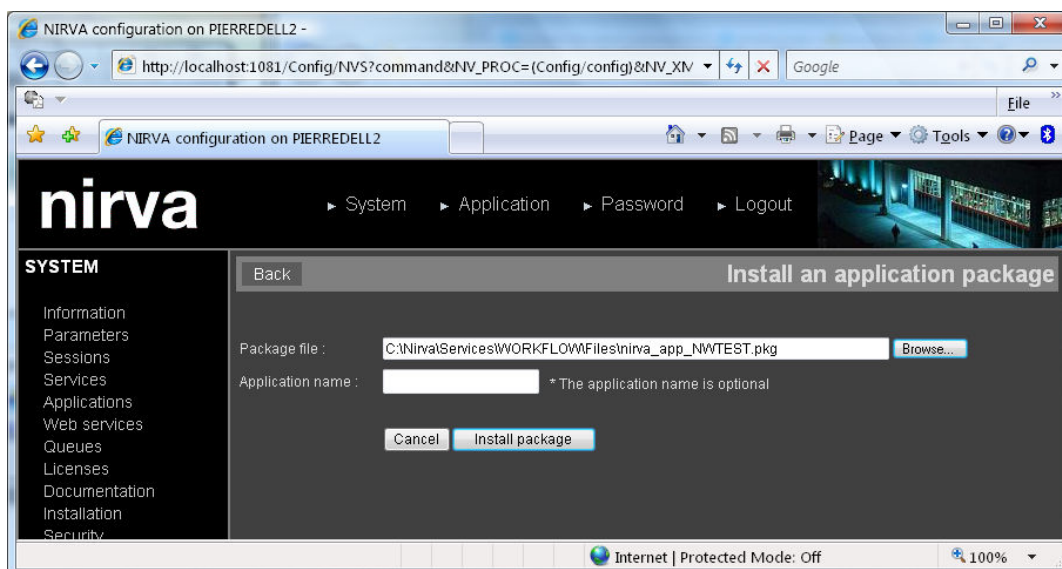 NIRVA configuration on PIERREDELL2 -
http://localhost:1081/Config/NVS?command&NV_PROC=(Config/config)&NV_XM
Google
File
NIRVA configuration on PIERREDELL2
Page
Tools
nirva
System
Application
Password
Logout
SYSTEM
Back
Install an application package
Information
Parameters
Sessions
Services
Applications
Web services
Queues
Licenses
Documentation
Installation
Security
Package file :
C:\Nirva\Services\WORKFLOW\Files\nirva_app_NWTEST.pkg
Browse...
Application name :
* The application name is optional
Cancel
Install package
Internet | Protected Mode: Off
100%